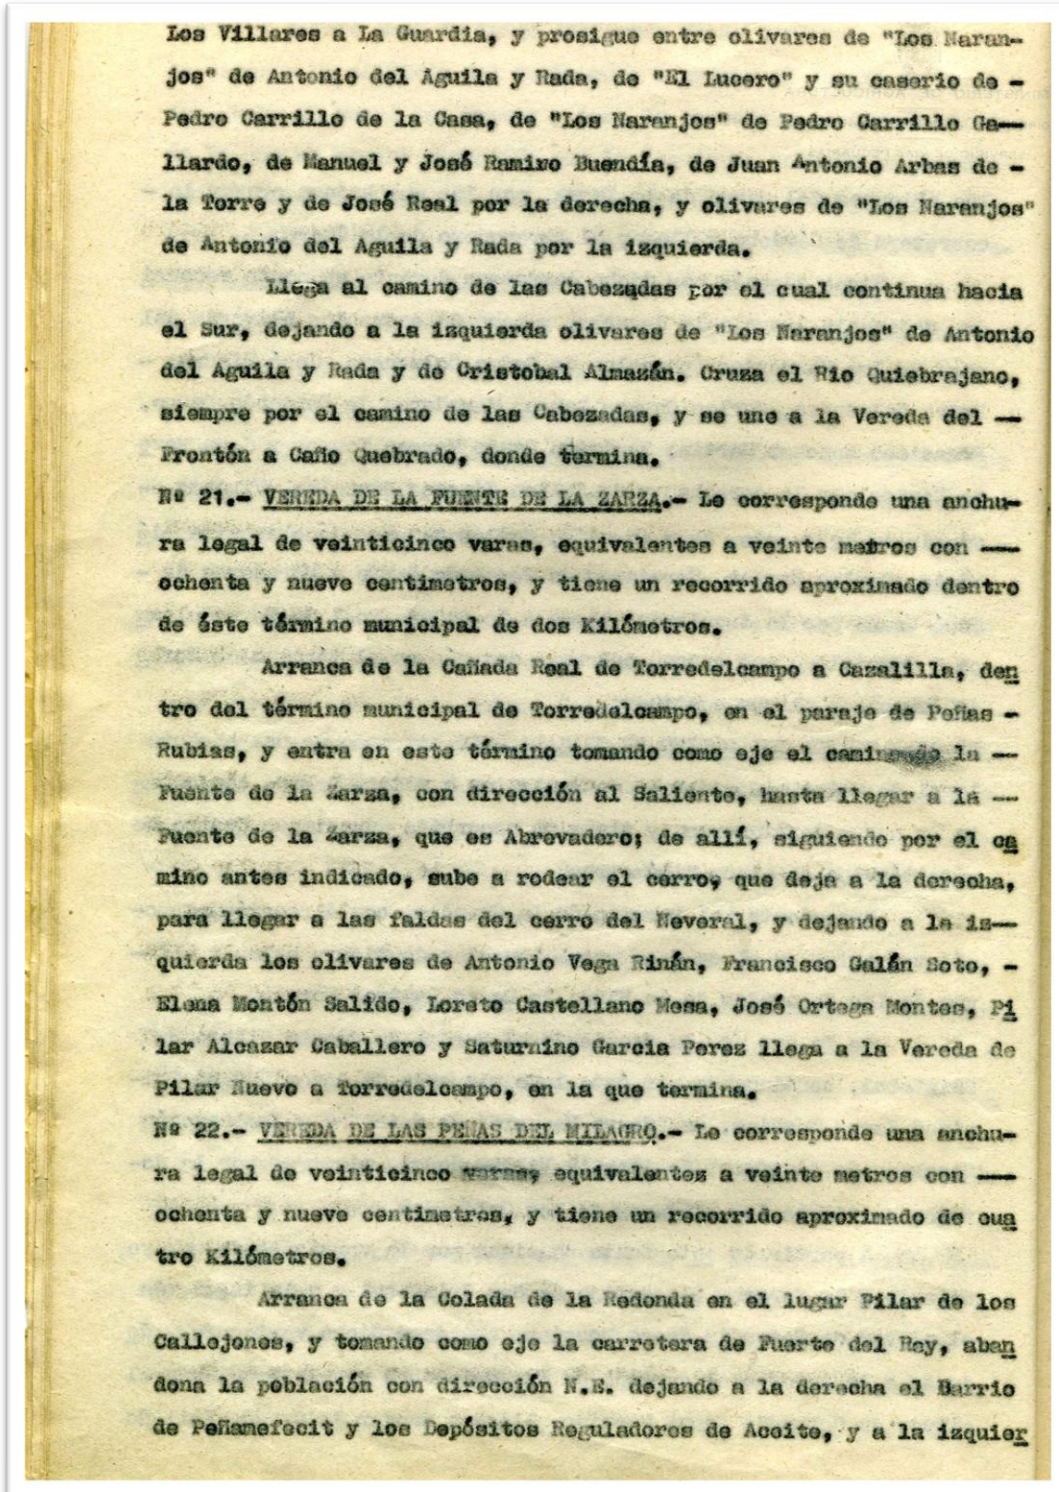 Los Villares a La Guardia, y prosigue entre olivares de "Los Naran-
jos" de Antonio del Aguila y Rada, de "El Lucero" y su caserio de -
Pedro Carrillo de la Casa, de "Los Naranjos" de Pedro Carrillo Ga--
llardo, de Manuel y José Ramiro Buendía, de Juan Antonio Arbas de -
la Torre y de José Real por la derecha, y olivares de "Los Naranjos"
de Antonio del Aguila y Rada por la izquierda.
Llega al camino de las Cabezadas por el cual continua hacia
el Sur, dejando a la izquierda olivares de "Los Naranjos" de Antonio
del Aguila y Rada y de Cristobal Almazán. Cruza el Rio Quiebrajano,
siempre por el camino de las Cabezadas, y se une a la Vereda del --
Frontón a Caño Quebrado, donde termina.
Nº 21.- VEREDA DE LA FUENTE DE LA ZARZA.- Le corresponde una anchu-
ra legal de veinticinco varas, equivalentes a veinte metros con ---
ochenta y nueve centimetros, y tiene un recorrido aproximado dentro
de éste término municipal de dos Kilómetros.
Arranca de la Cañada Real de Torredelcampo a Cazalilla, den
tro del término municipal de Torredelcampo, en el paraje de Peñas -
Rubias, y entra en este término tomando como eje el camino de la --
Fuente de la Zarza, con dirección al Saliente, hasta llegar a la --
Fuente de la Zarza, que es Abrevadero; de allí, siguiendo por el ca
mino antes indicado, sube a rodear el cerro, que deja a la derecha,
para llegar a las faldas del cerro del Neveral, y dejando a la iz--
quierda los olivares de Antonio Vega Rinán, Francisco Galán Soto, -
Elena Montón Salido, Loreto Castellano Mesa, José Ortega Montes, Pi
lar Alcazar Caballero y Saturnino Garcia Perez llega a la Vereda de
Pilar Nuevo a Torredelcampo, en la que termina.
Nº 22.- VEREDA DE LAS PEÑAS DEL MILAGRO.- Le corresponde una anchu-
ra legal de veinticinco varas, equivalentes a veinte metros con ---
ochenta y nueve centimetros, y tiene un recorrido aproximado de cua
tro Kilómetros.
Arranca de la Colada de la Redonda en el lugar Pilar de los
Callejones, y tomando como eje la carretera de Fuerte del Rey, aban
dona la población con dirección N.E. dejando a la derecha el Barrio
de Peñamefecit y los Depósitos Reguladores de Aceite, y a la izquier